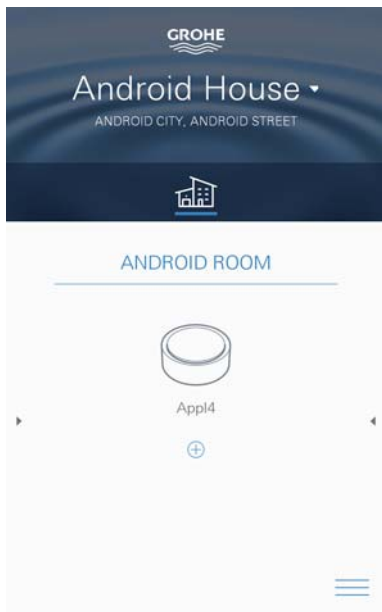 GROHE
Android House
ANDROID CITY, ANDROID STREET
ANDROID ROOM
Appl4